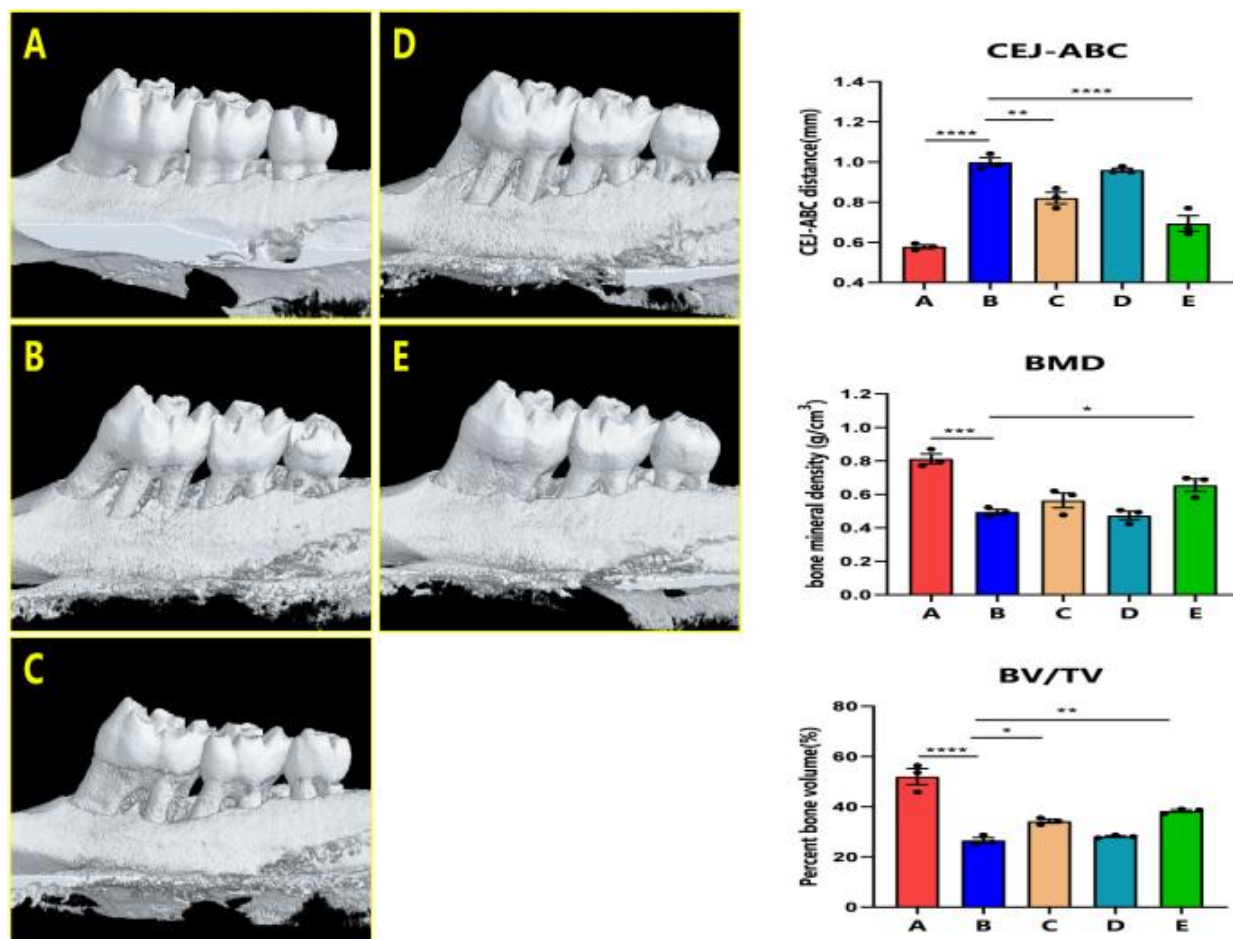 A
D
B
E
C
CEJ-ABC
CEJ-ABC distance(mm)
1.4
1.2
1.0
0.8
0.6
0.4
****
**
****
A B C D E
BMD
bone mineral density (g/cm³)
1.2
1.0
0.8
0.6
0.4
0.2
0.0
***
*
A B C D E
BV/TV
Percent bone volume(%)
80
60
40
20
0
****
*
**
A B C D E